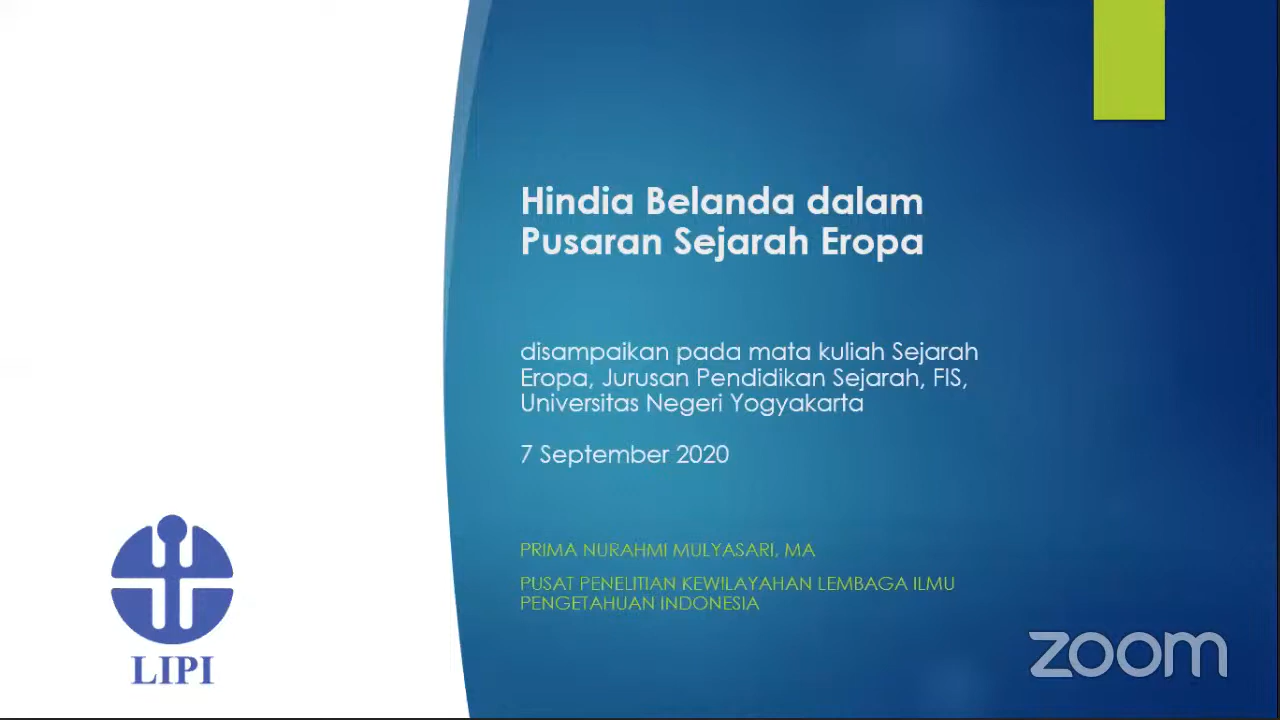 Hindia Belanda dalam
Pusaran Sejarah Eropa
disampaikan pada mata kuliah Sejarah
Eropa, Jurusan Pendidikan Sejarah, FIS,
Universitas Negeri Yogyakarta
7 September 2020
PRIMA NURAHMI MULYASARI, MA
PUSAT PENELITIAN KEWILAYAHAN LEMBAGA ILMU
PENGETAHUAN INDONESIA
LIPI
zoom